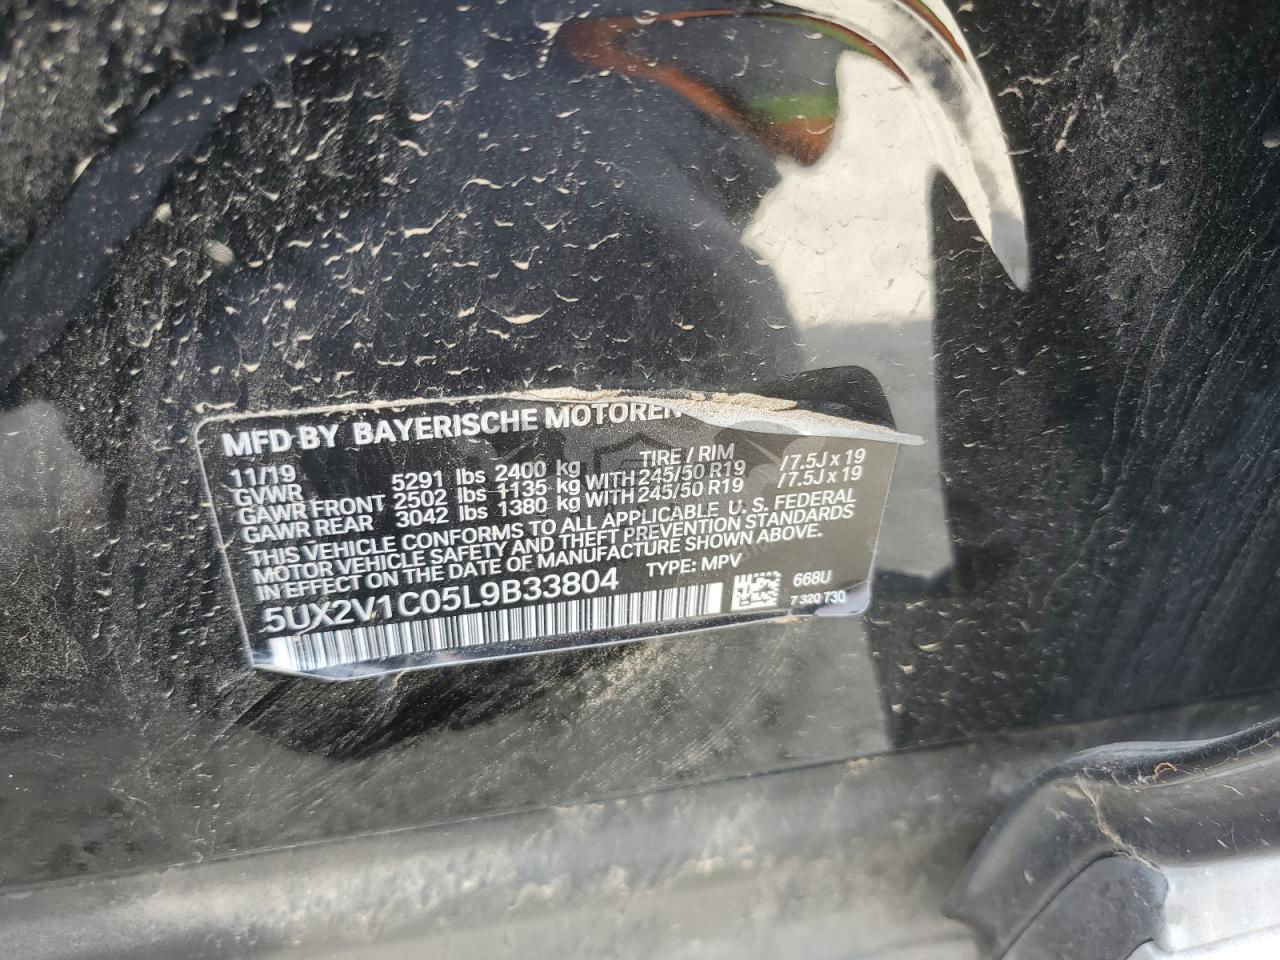 MFD BY BAYERISCHE MOTOREN
11/19 TIRE / RIM
GVWR 5291 lbs 2400 kg
GAWR FRONT 2502 lbs 1135 kg WITH 245/50 R19 /7.5J x 19
GAWR REAR 3042 lbs 1380 kg WITH 245/50 R19 /7.5J x 19
THIS VEHICLE CONFORMS TO ALL APPLICABLE U. S. FEDERAL
MOTOR VEHICLE SAFETY AND THEFT PREVENTION STANDARDS
IN EFFECT ON THE DATE OF MANUFACTURE SHOWN ABOVE.
TYPE: MPV
5UX2V1C05L9B33804
668U
7 320 730